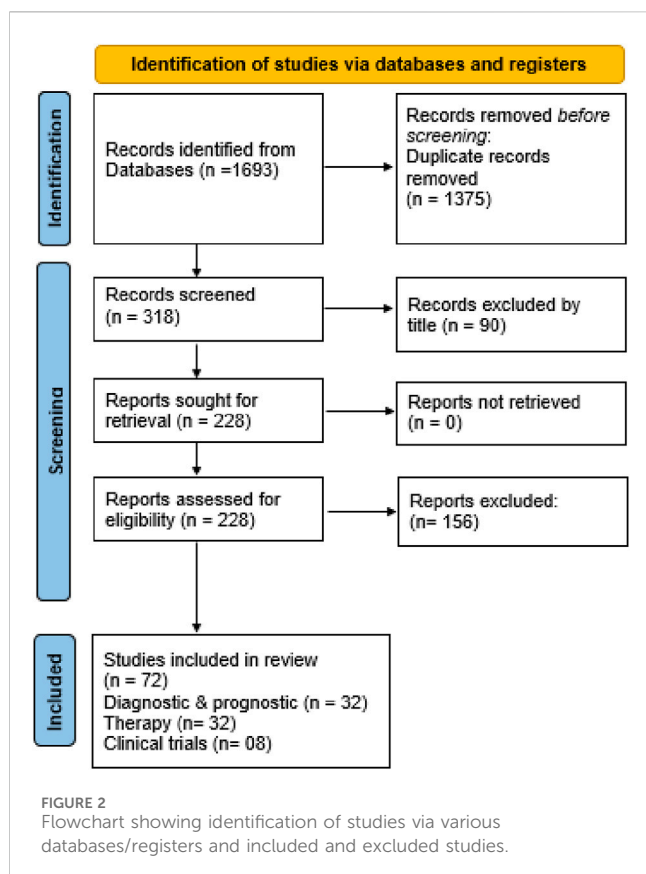 Identification of studies via databases and registers
Identification
Records identified from
Databases (n =1693)
Records removed before
screening:
Duplicate records
removed
(n = 1375)
Screening
Records screened
(n = 318)
Records excluded by
title (n = 90)
Reports sought for
retrieval (n = 228)
Reports not retrieved
(n = 0)
Reports assessed for
eligibility (n = 228)
Reports excluded:
(n= 156)
Included
Studies included in review
(n = 72)
Diagnostic & prognostic (n = 32)
Therapy (n= 32)
Clinical trials (n= 08)
FIGURE 2
Flowchart showing identification of studies via various
databases/registers and included and excluded studies.